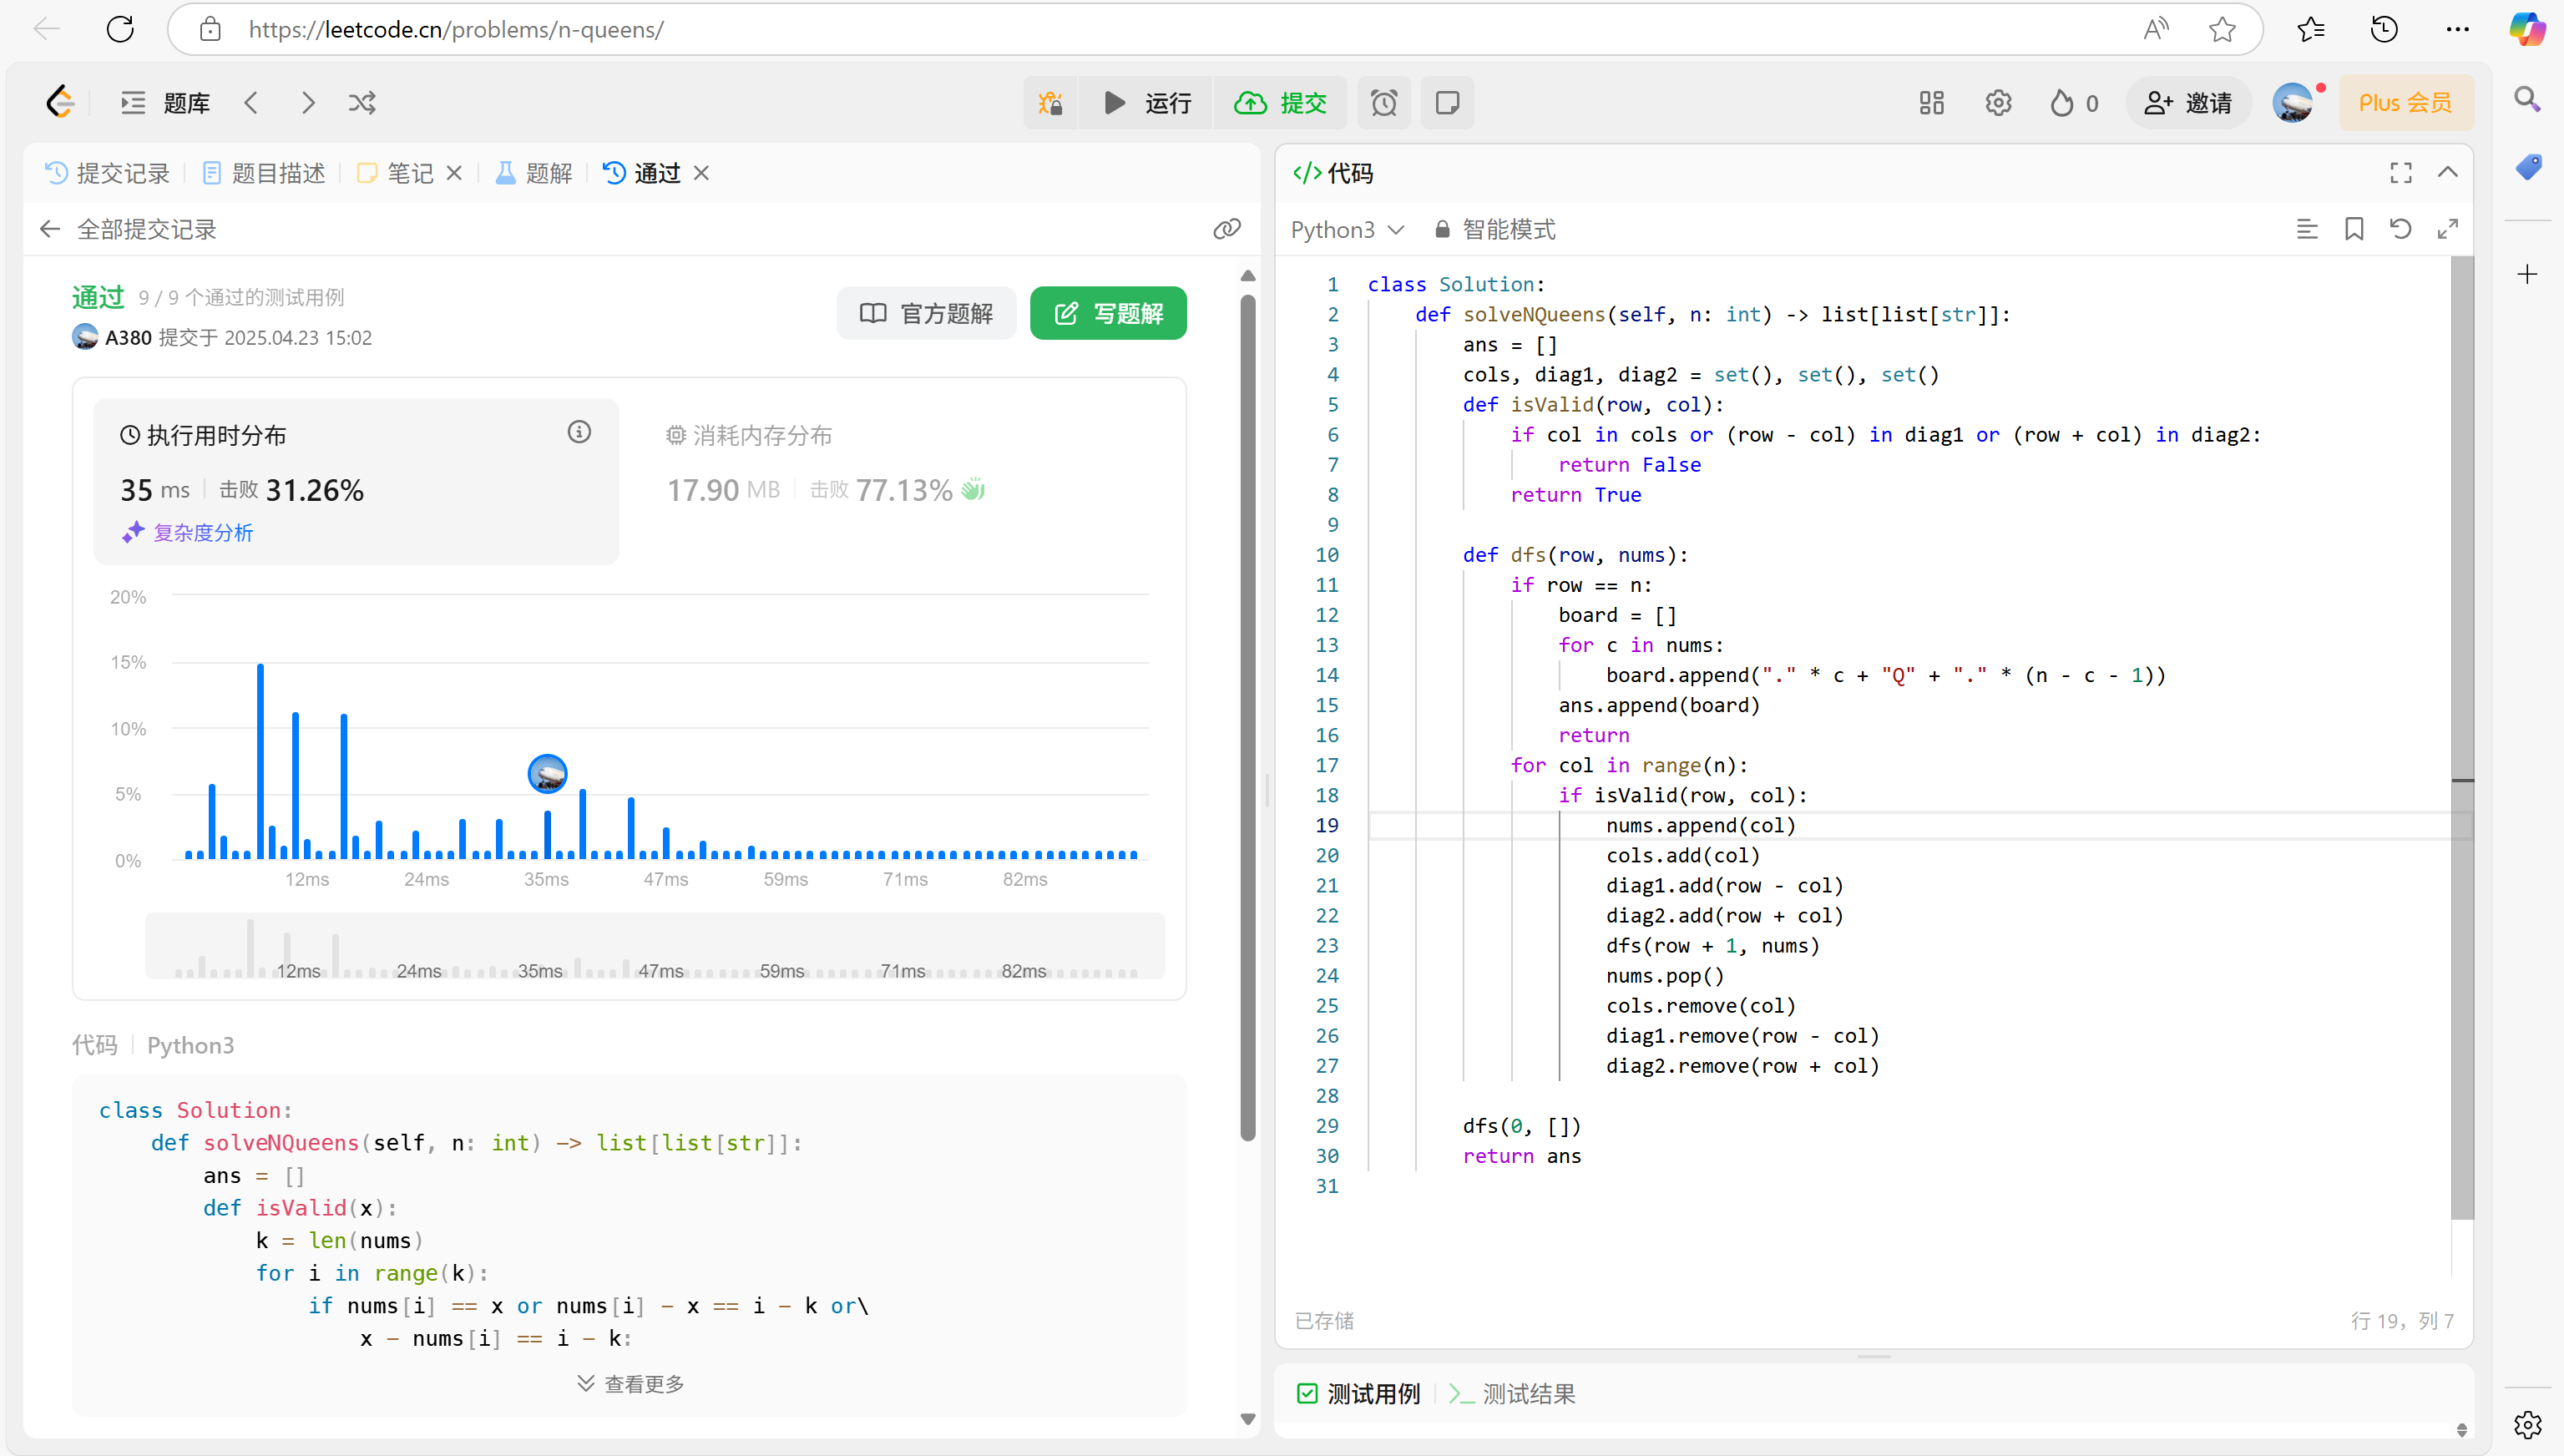 https://leetcode.cn/problems/n-queens/
题库
运行
提交
0
邀请
Plus 会员
提交记录
题目描述
笔记
题解
通过
全部提交记录
通过 9 / 9 个通过的测试用例
A380 提交于 2025.04.23 15:02
官方题解
写题解
执行用时分布
35 ms 击败 31.26%
复杂度分析
消耗内存分布
17.90 MB 击败 77.13%
20%
15%
10%
5%
0%
12ms 24ms 35ms 47ms 59ms 71ms 82ms
12ms 24ms 35ms 47ms 59ms 71ms 82ms
代码 Python3
class Solution:
    def solveNQueens(self, n: int) -> list[list[str]]:
        ans = []
        def isValid(x):
            k = len(nums)
            for i in range(k):
                if nums[i] == x or nums[i] - x == i - k or\
                    x - nums[i] == i - k:
查看更多
</> 代码
Python3 智能模式
1 class Solution:
2     def solveNQueens(self, n: int) -> list[list[str]]:
3         ans = []
4         cols, diag1, diag2 = set(), set(), set()
5         def isValid(row, col):
6             if col in cols or (row - col) in diag1 or (row + col) in diag2:
7                 return False
8             return True
9
10         def dfs(row, nums):
11             if row == n:
12                 board = []
13                 for c in nums:
14                     board.append("." * c + "Q" + "." * (n - c - 1))
15                 ans.append(board)
16                 return
17             for col in range(n):
18                 if isValid(row, col):
19                     nums.append(col)
20                     cols.add(col)
21                     diag1.add(row - col)
22                     diag2.add(row + col)
23                     dfs(row + 1, nums)
24                     nums.pop()
25                     cols.remove(col)
26                     diag1.remove(row - col)
27                     diag2.remove(row + col)
28
29         dfs(0, [])
30         return ans
31
已存储
行 19，列 7
测试用例
测试结果